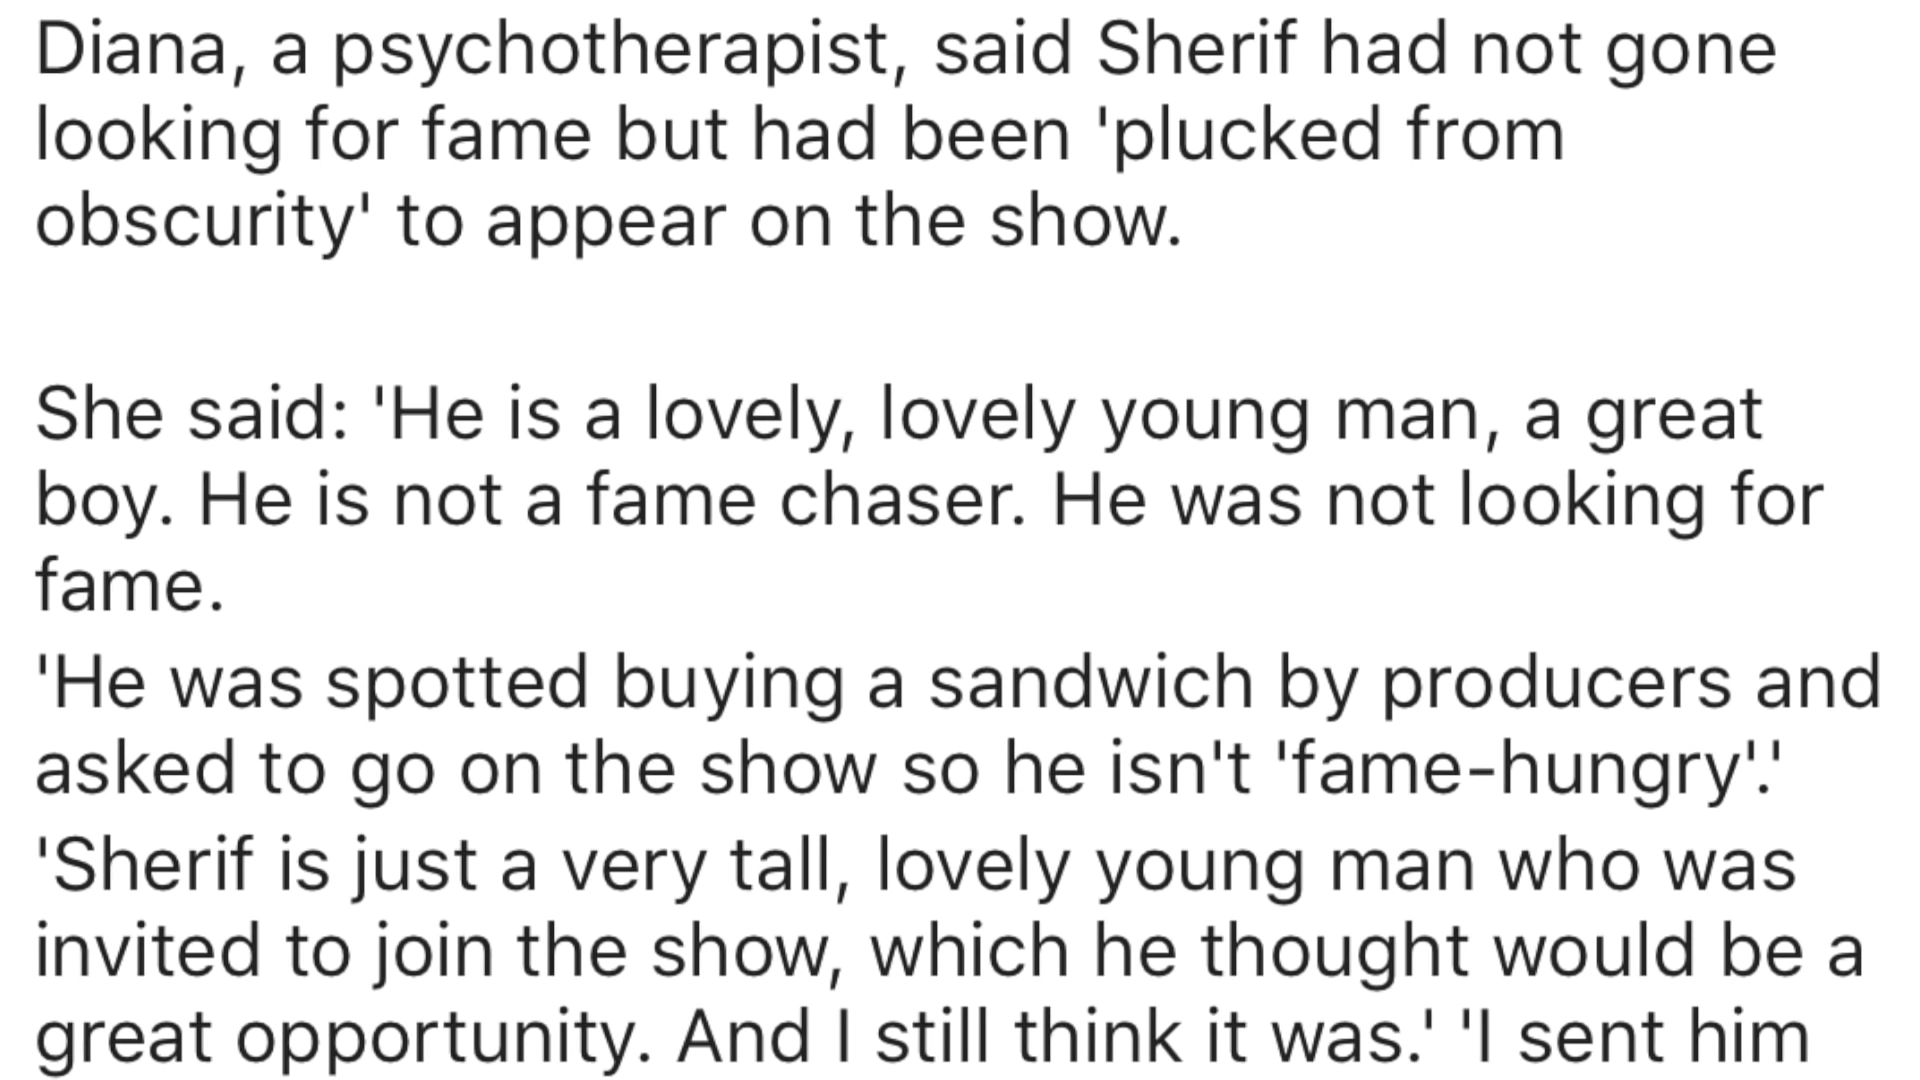 Diana, a psychotherapist, said Sherif had not gone
looking for fame but had been 'plucked from
obscurity' to appear on the show.
She said: 'He is a lovely, lovely young man, a great
boy. He is not a fame chaser. He was not looking for
fame.
'He was spotted buying a sandwich by producers and
asked to go on the show so he isn't 'fame-hungry'.'
'Sherif is just a very tall, lovely young man who was
invited to join the show, which he thought would be a
great opportunity. And I still think it was.' 'I sent him